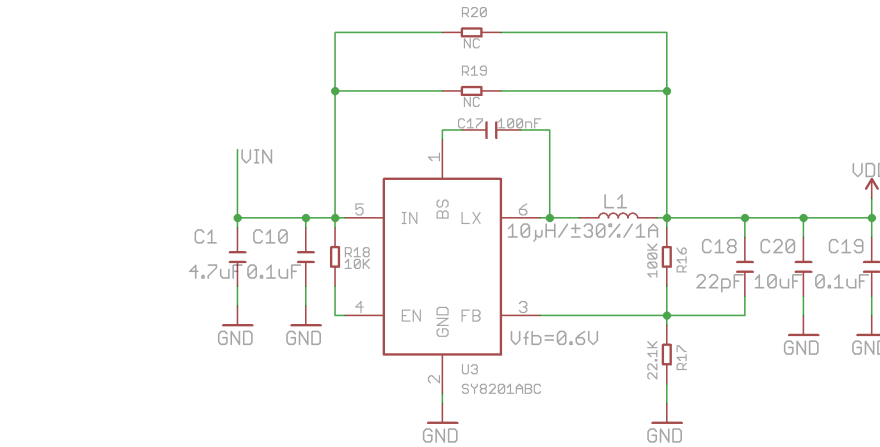 R20
NC
R19
NC
C17 100nF
VIN
VDD
1
5
IN
BS
LX
6
L1
10µH/±30%/1A
C1
C10
4.7uF
0.1uF
R18
10K
100K
R16
C18
C20
C19
22pF
10uF
0.1uF
4
EN
GND
FB
3
Vfb=0.6V
GND
GND
GND
GND
22.1K
R17
2
U3
SY8201ABC
GND
GND